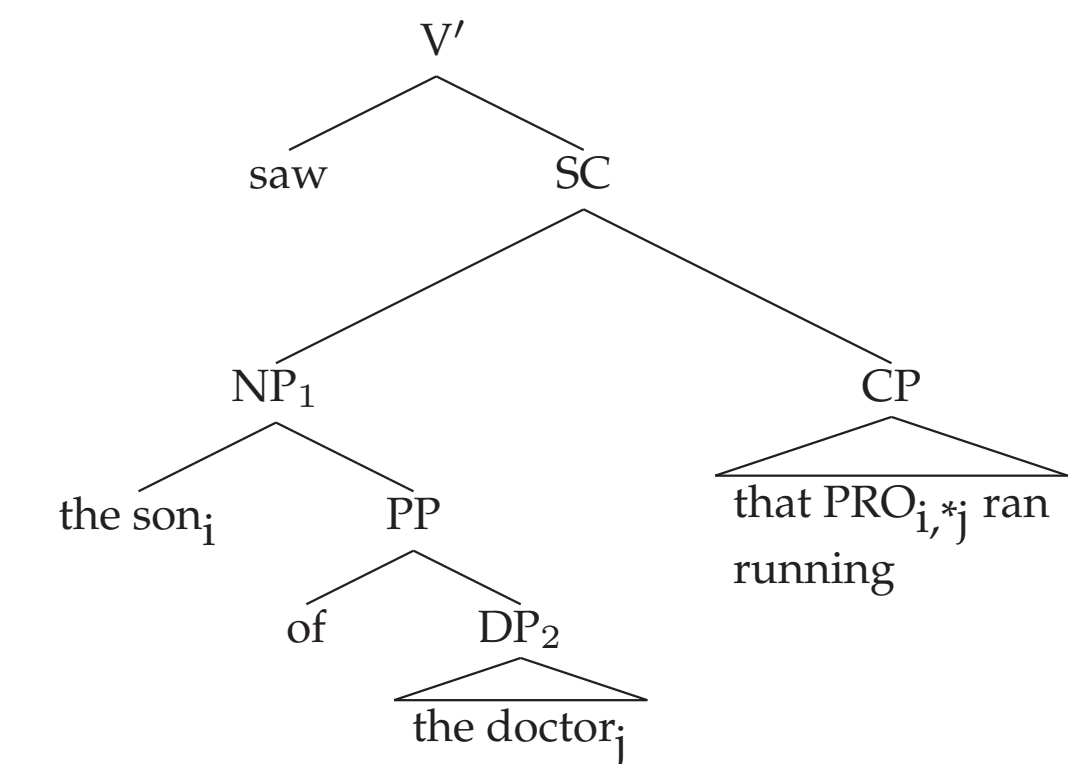 V′
saw SC
NP₁ CP
the sonᵢ PP that PROᵢ,*ⱼ ran
running
of DP₂
the doctorⱼ